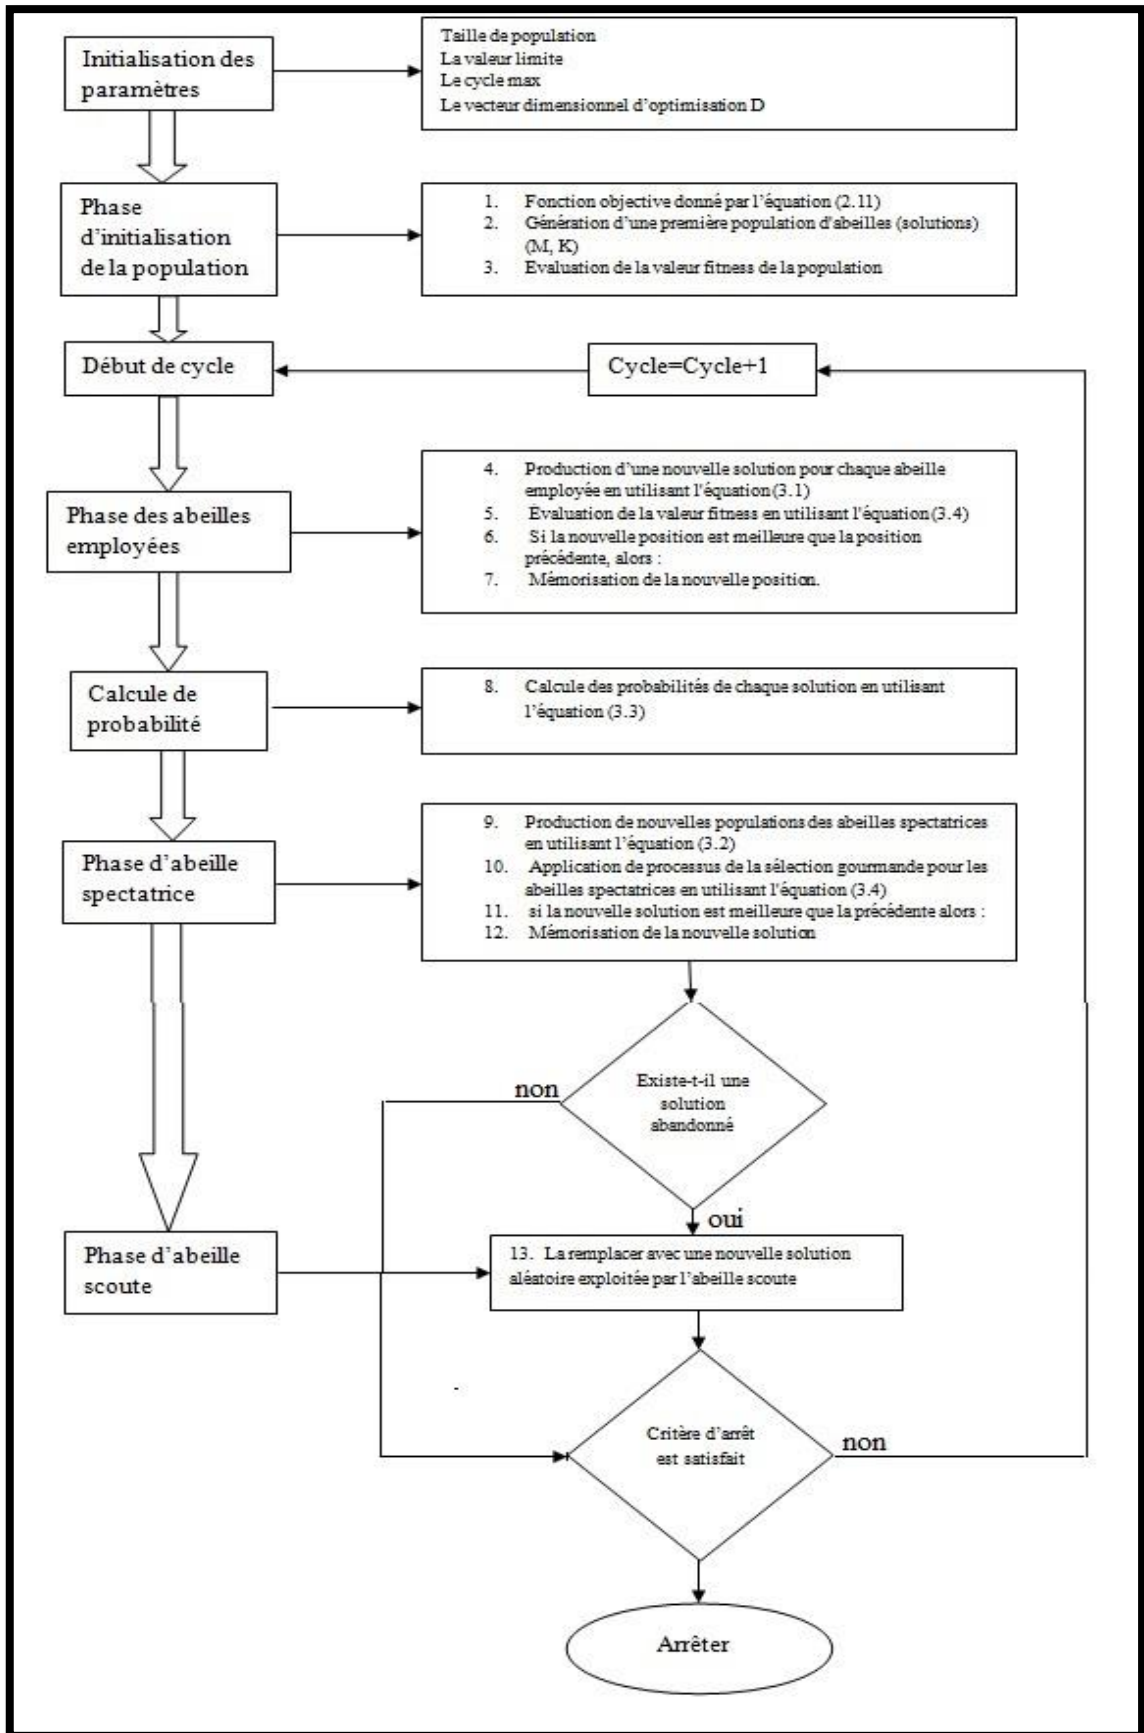 Initialisation des
paramètres
Taille de population
La valeur limite
Le cycle max
Le vecteur dimensionnel d'optimisation D
Phase
d'initialisation
de la population
1. Fonction objective donné par l'équation (2.11)
2. Génération d'une première population d'abeilles (solutions)
(M, K)
3. Evaluation de la valeur fitness de la population
Début de cycle
Cycle=Cycle+1
Phase des abeilles
employées
4. Production d'une nouvelle solution pour chaque abeille
employée en utilisant l'équation (3.1)
5. Évaluation de la valeur fitness en utilisant l'équation (3.4)
6. Si la nouvelle position est meilleure que la position
précédente, alors :
7. Mémorisation de la nouvelle position.
Calcule de
probabilité
8. Calcule des probabilités de chaque solution en utilisant
l'équation (3.3)
Phase d'abeille
spectatrice
9. Production de nouvelles populations des abeilles spectatrices
en utilisant l'équation (3.2)
10. Application de processus de la sélection gourmande pour les
abeilles spectatrices en utilisant l'équation (3.4)
11. si la nouvelle solution est meilleure que la précédente alors :
12. Mémorisation de la nouvelle solution
non
Existe-t-il une
solution
abandonné
oui
Phase d'abeille
scoute
13. La remplacer avec une nouvelle solution
aléatoire exploitée par l'abeille scoute
Critère d'arrêt
est satisfait
non
Arrêter